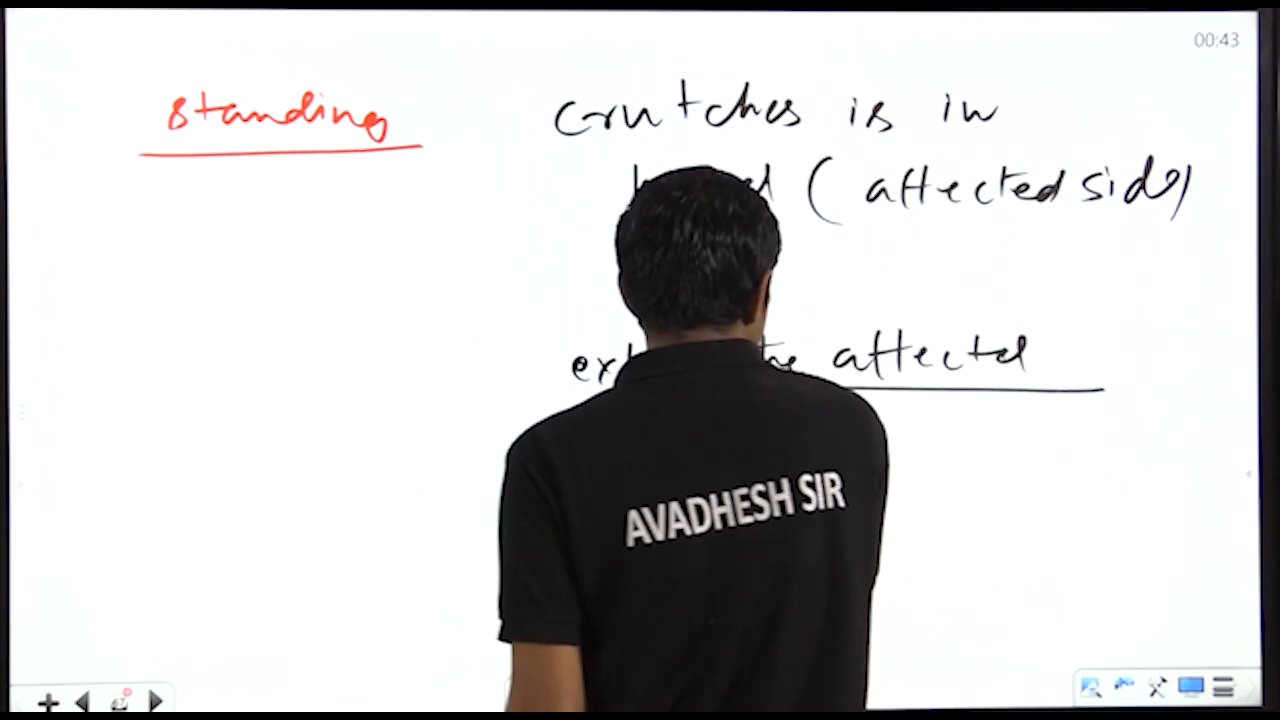 00:43
standing
crutches is in
(affected side)
affected
AVADHESH SIR